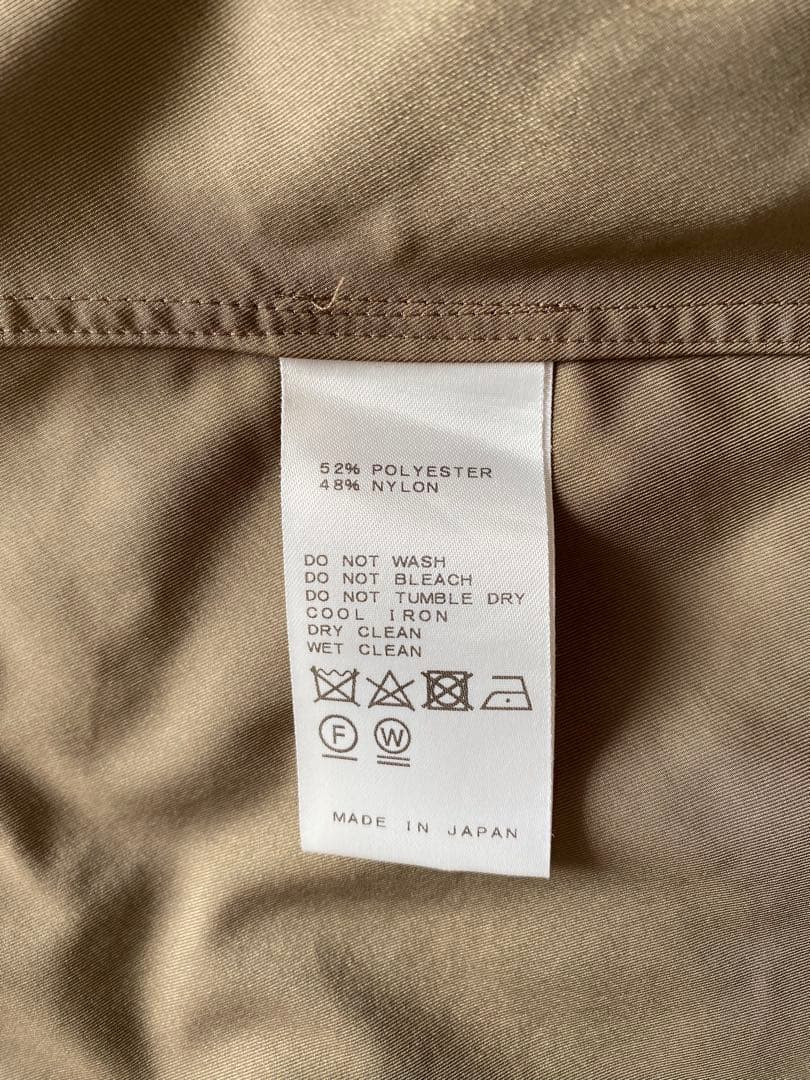 52% POLYESTER
48% NYLON
DO NOT WASH
DO NOT BLEACH
DO NOT TUMBLE DRY
COOL IRON
DRY CLEAN
WET CLEAN
F W
MADE IN JAPAN